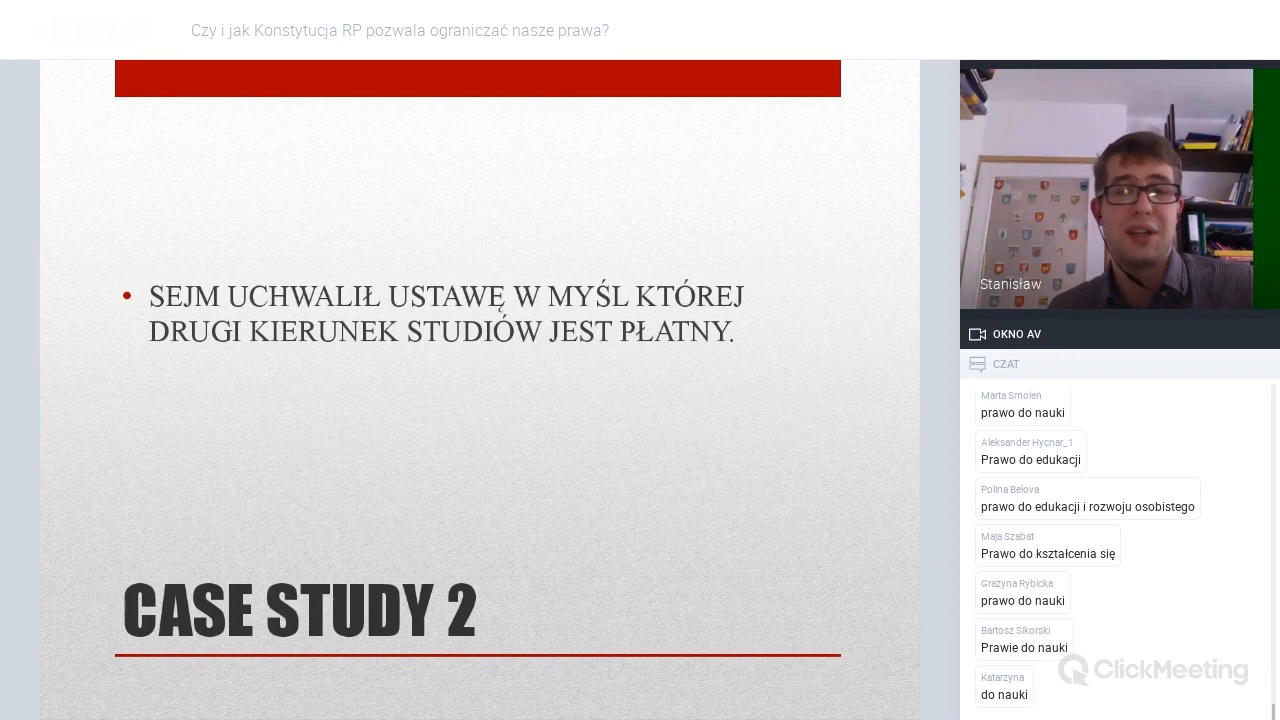 Czy i jak Konstytucja RP pozwala ograniczać nasze prawa?
SEJM UCHWALIŁ USTAWĘ W MYŚL KTÓREJ
DRUGI KIERUNEK STUDIÓW JEST PŁATNY.
CASE STUDY 2
Stanisław
OKNO AV
CZAT
Marta Smoleń
prawo do nauki
Aleksander Hycnar_1
Prawo do edukacji
Polina Belova
prawo do edukacji i rozwoju osobistego
Maja Szabat
Prawo do kształcenia się
Grażyna Rybicka
prawo do nauki
Bartosz Sikorski
Prawie do nauki
Katarzyna
do nauki
ClickMeeting